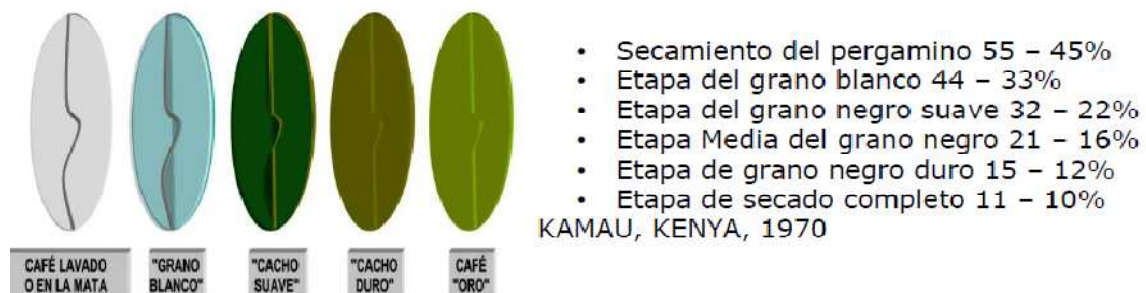 • Secamiento del pergamino 55 – 45%
• Etapa del grano blanco 44 – 33%
• Etapa del grano negro suave 32 – 22%
• Etapa Media del grano negro 21 – 16%
• Etapa de grano negro duro 15 – 12%
• Etapa de secado completo 11 – 10%
KAMAU, KENYA, 1970
CAFÉ LAVADO
O EN LA MATA
"GRANO
BLANCO"
"CACHO
SUAVE"
"CACHO
DURO"
CAFÉ
"ORO"